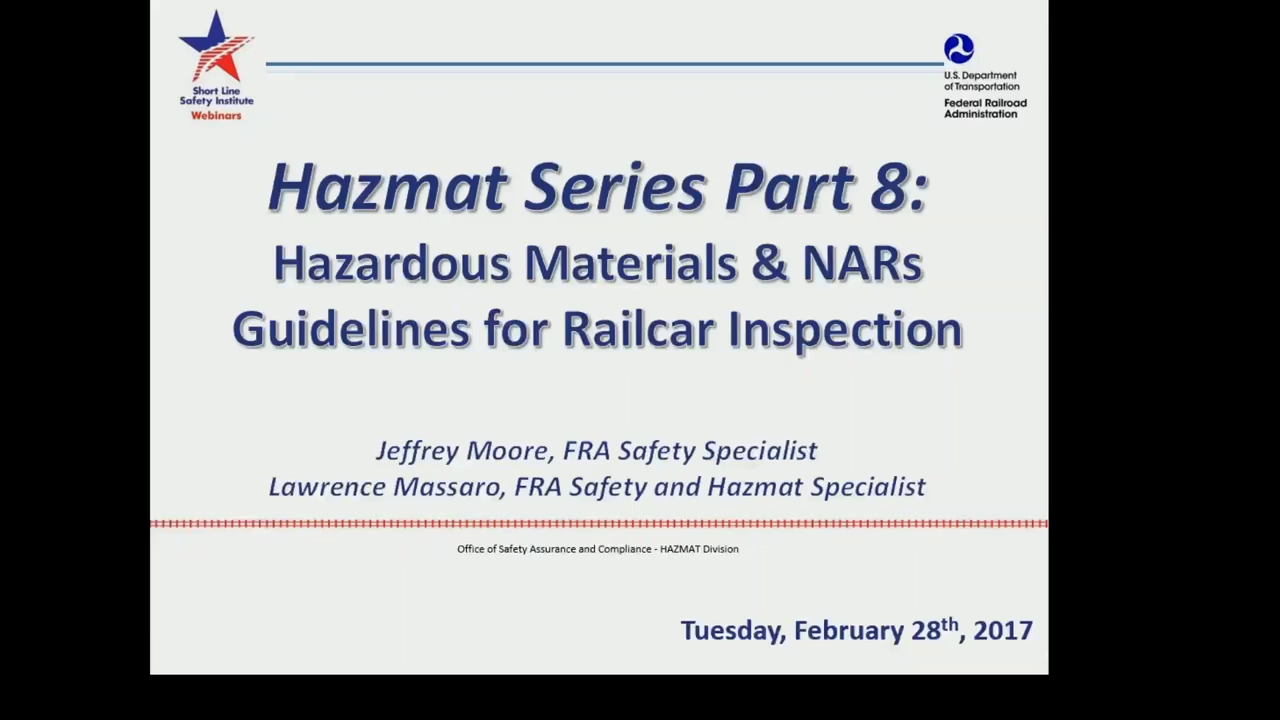 Short Line
Safety Institute
Webinars
U.S. Department
of Transportation
Federal Railroad
Administration
Hazmat Series Part 8:
Hazardous Materials & NARs
Guidelines for Railcar Inspection
Jeffrey Moore, FRA Safety Specialist
Lawrence Massaro, FRA Safety and Hazmat Specialist
Office of Safety Assurance and Compliance - HAZMAT Division
Tuesday, February 28th, 2017